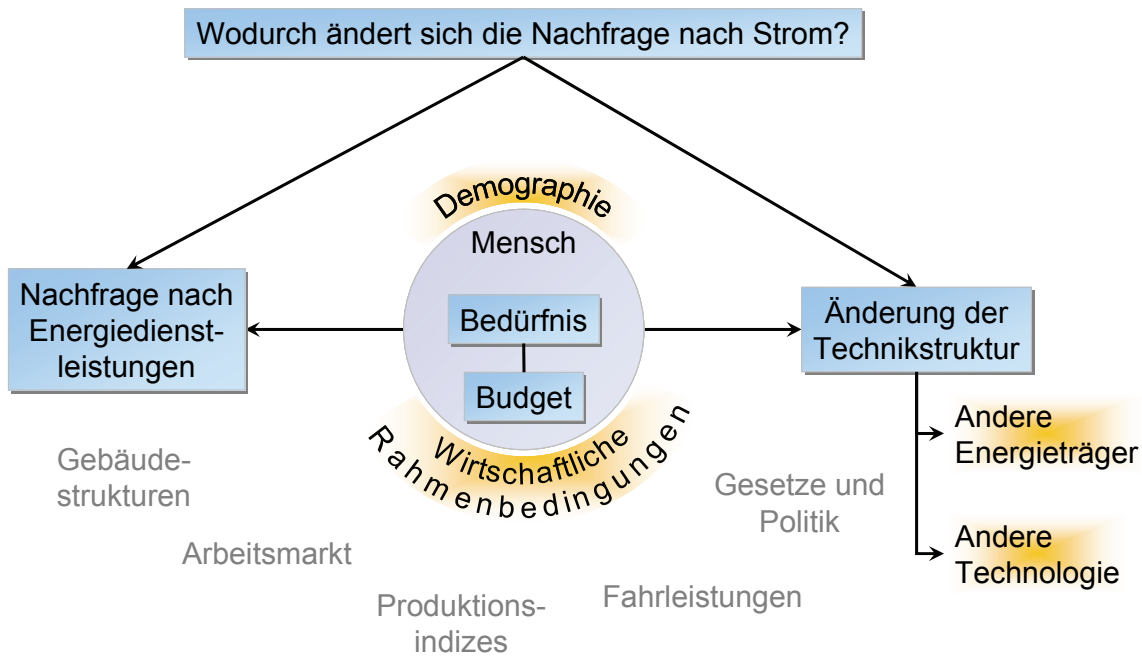 Wodurch ändert sich die Nachfrage nach Strom?
Demographie
Mensch
Nachfrage nach
Energiedienst-
leistungen
Bedürfnis
Budget
Änderung der
Technikstruktur
Wirtschaftliche
Rahmenbedingungen
Andere
Energieträger
Andere
Technologie
Gebäude-
strukturen
Arbeitsmarkt
Produktions-
indizes
Fahrleistungen
Gesetze und
Politik